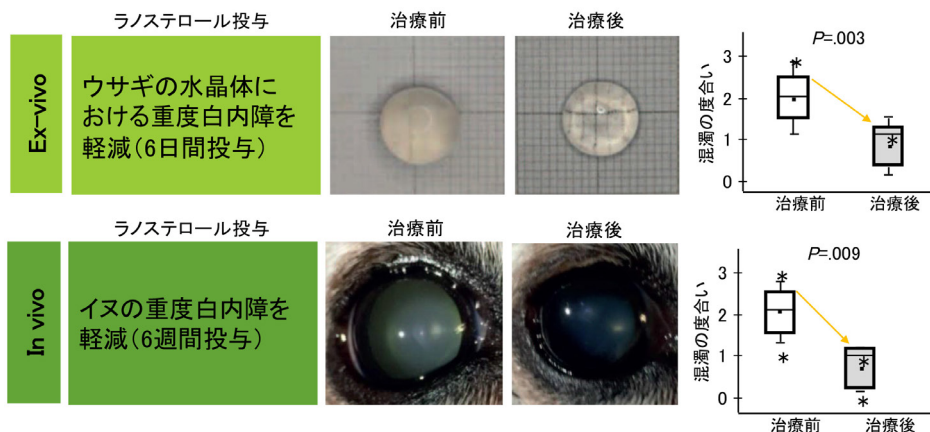 ラノステロール投与
治療前
治療後
Ex-vivo
ウサギの水晶体に
おける重度白内障を
軽減（6日間投与）
P=.003
混濁の度合い
3
2
1
0
治療前
治療後
ラノステロール投与
治療前
治療後
In vivo
イヌの重度白内障を
軽減（6週間投与）
P=.009
混濁の度合い
3
2
1
0
治療前
治療後